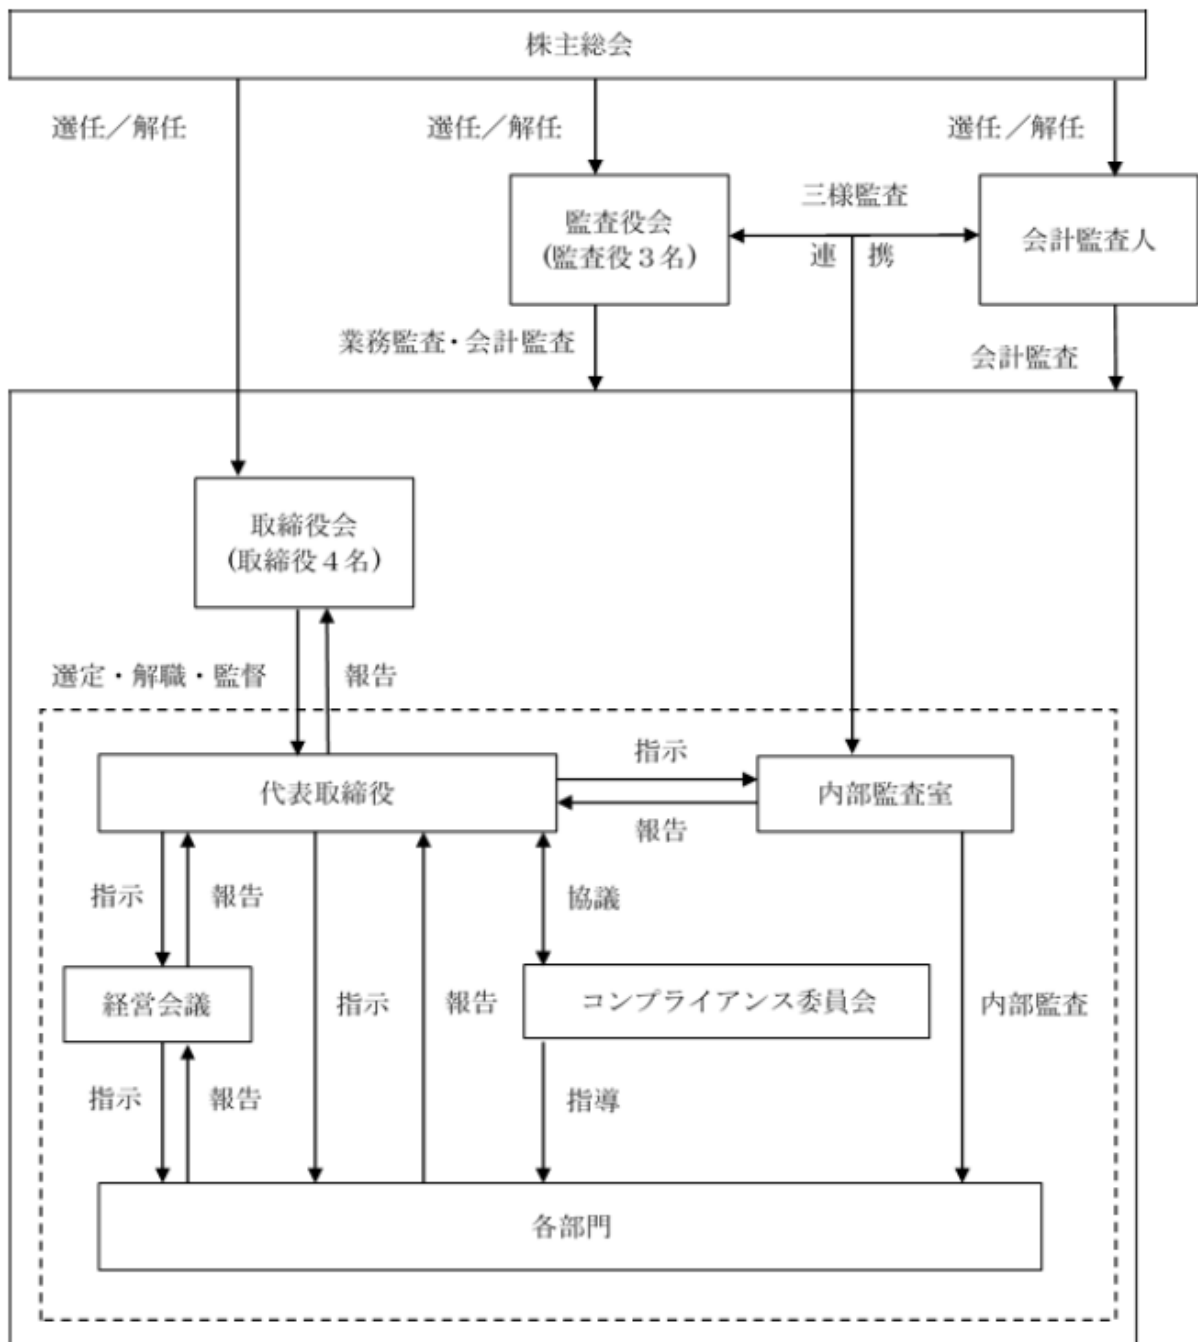 株主総会
選任／解任
選任／解任
選任／解任
監査役会
(監査役３名)
三様監査
連 携
会計監査人
業務監査・会計監査
会計監査
取締役会
(取締役４名)
選定・解職・監督
報告
代表取締役
指示
報告
内部監査室
指示
報告
協議
経営会議
指示
報告
コンプライアンス委員会
内部監査
指示
報告
指導
各部門